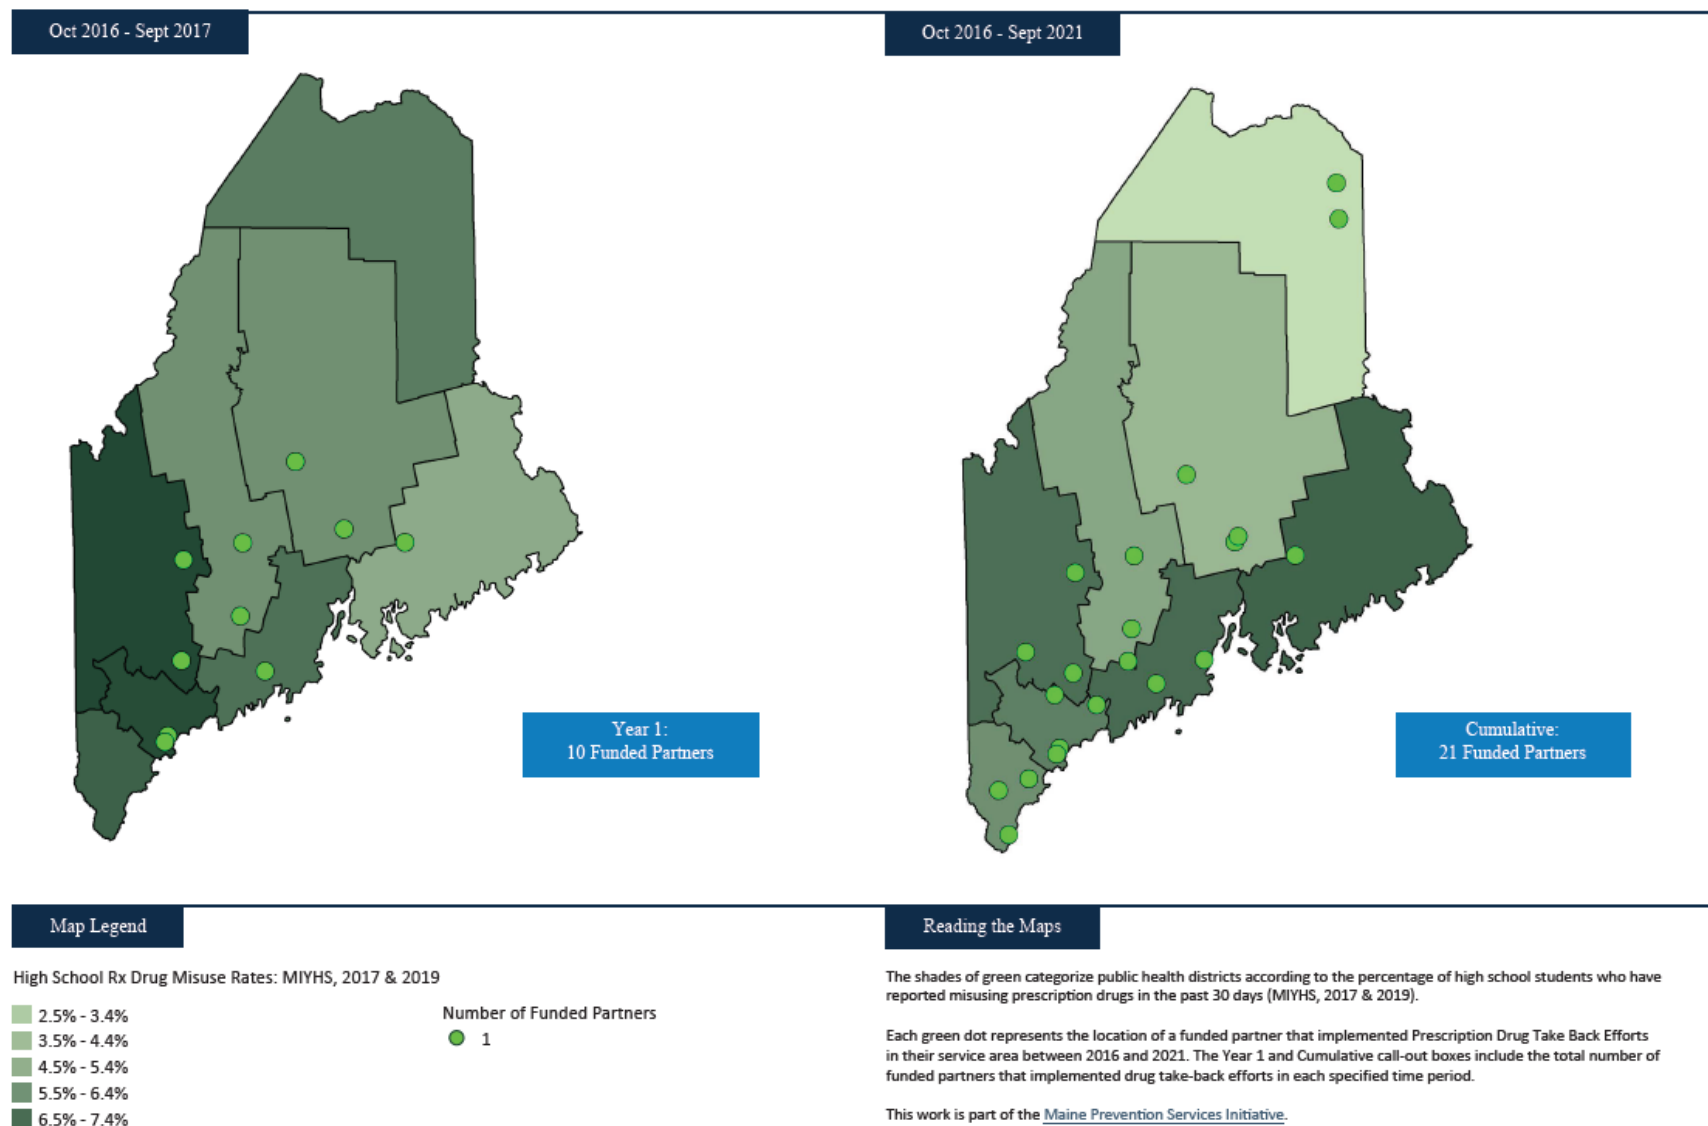 Oct 2016 - Sept 2017
Oct 2016 - Sept 2021
Year 1:
10 Funded Partners
Cumulative:
21 Funded Partners
Map Legend
High School Rx Drug Misuse Rates: MIYHS, 2017 & 2019
2.5% - 3.4%
3.5% - 4.4%
4.5% - 5.4%
5.5% - 6.4%
6.5% - 7.4%
Number of Funded Partners
1
Reading the Maps
The shades of green categorize public health districts according to the percentage of high school students who have
reported misusing prescription drugs in the past 30 days (MIYHS, 2017 & 2019).
Each green dot represents the location of a funded partner that implemented Prescription Drug Take Back Efforts
in their service area between 2016 and 2021. The Year 1 and Cumulative call-out boxes include the total number of
funded partners that implemented drug take-back efforts in each specified time period.
This work is part of the Maine Prevention Services Initiative.